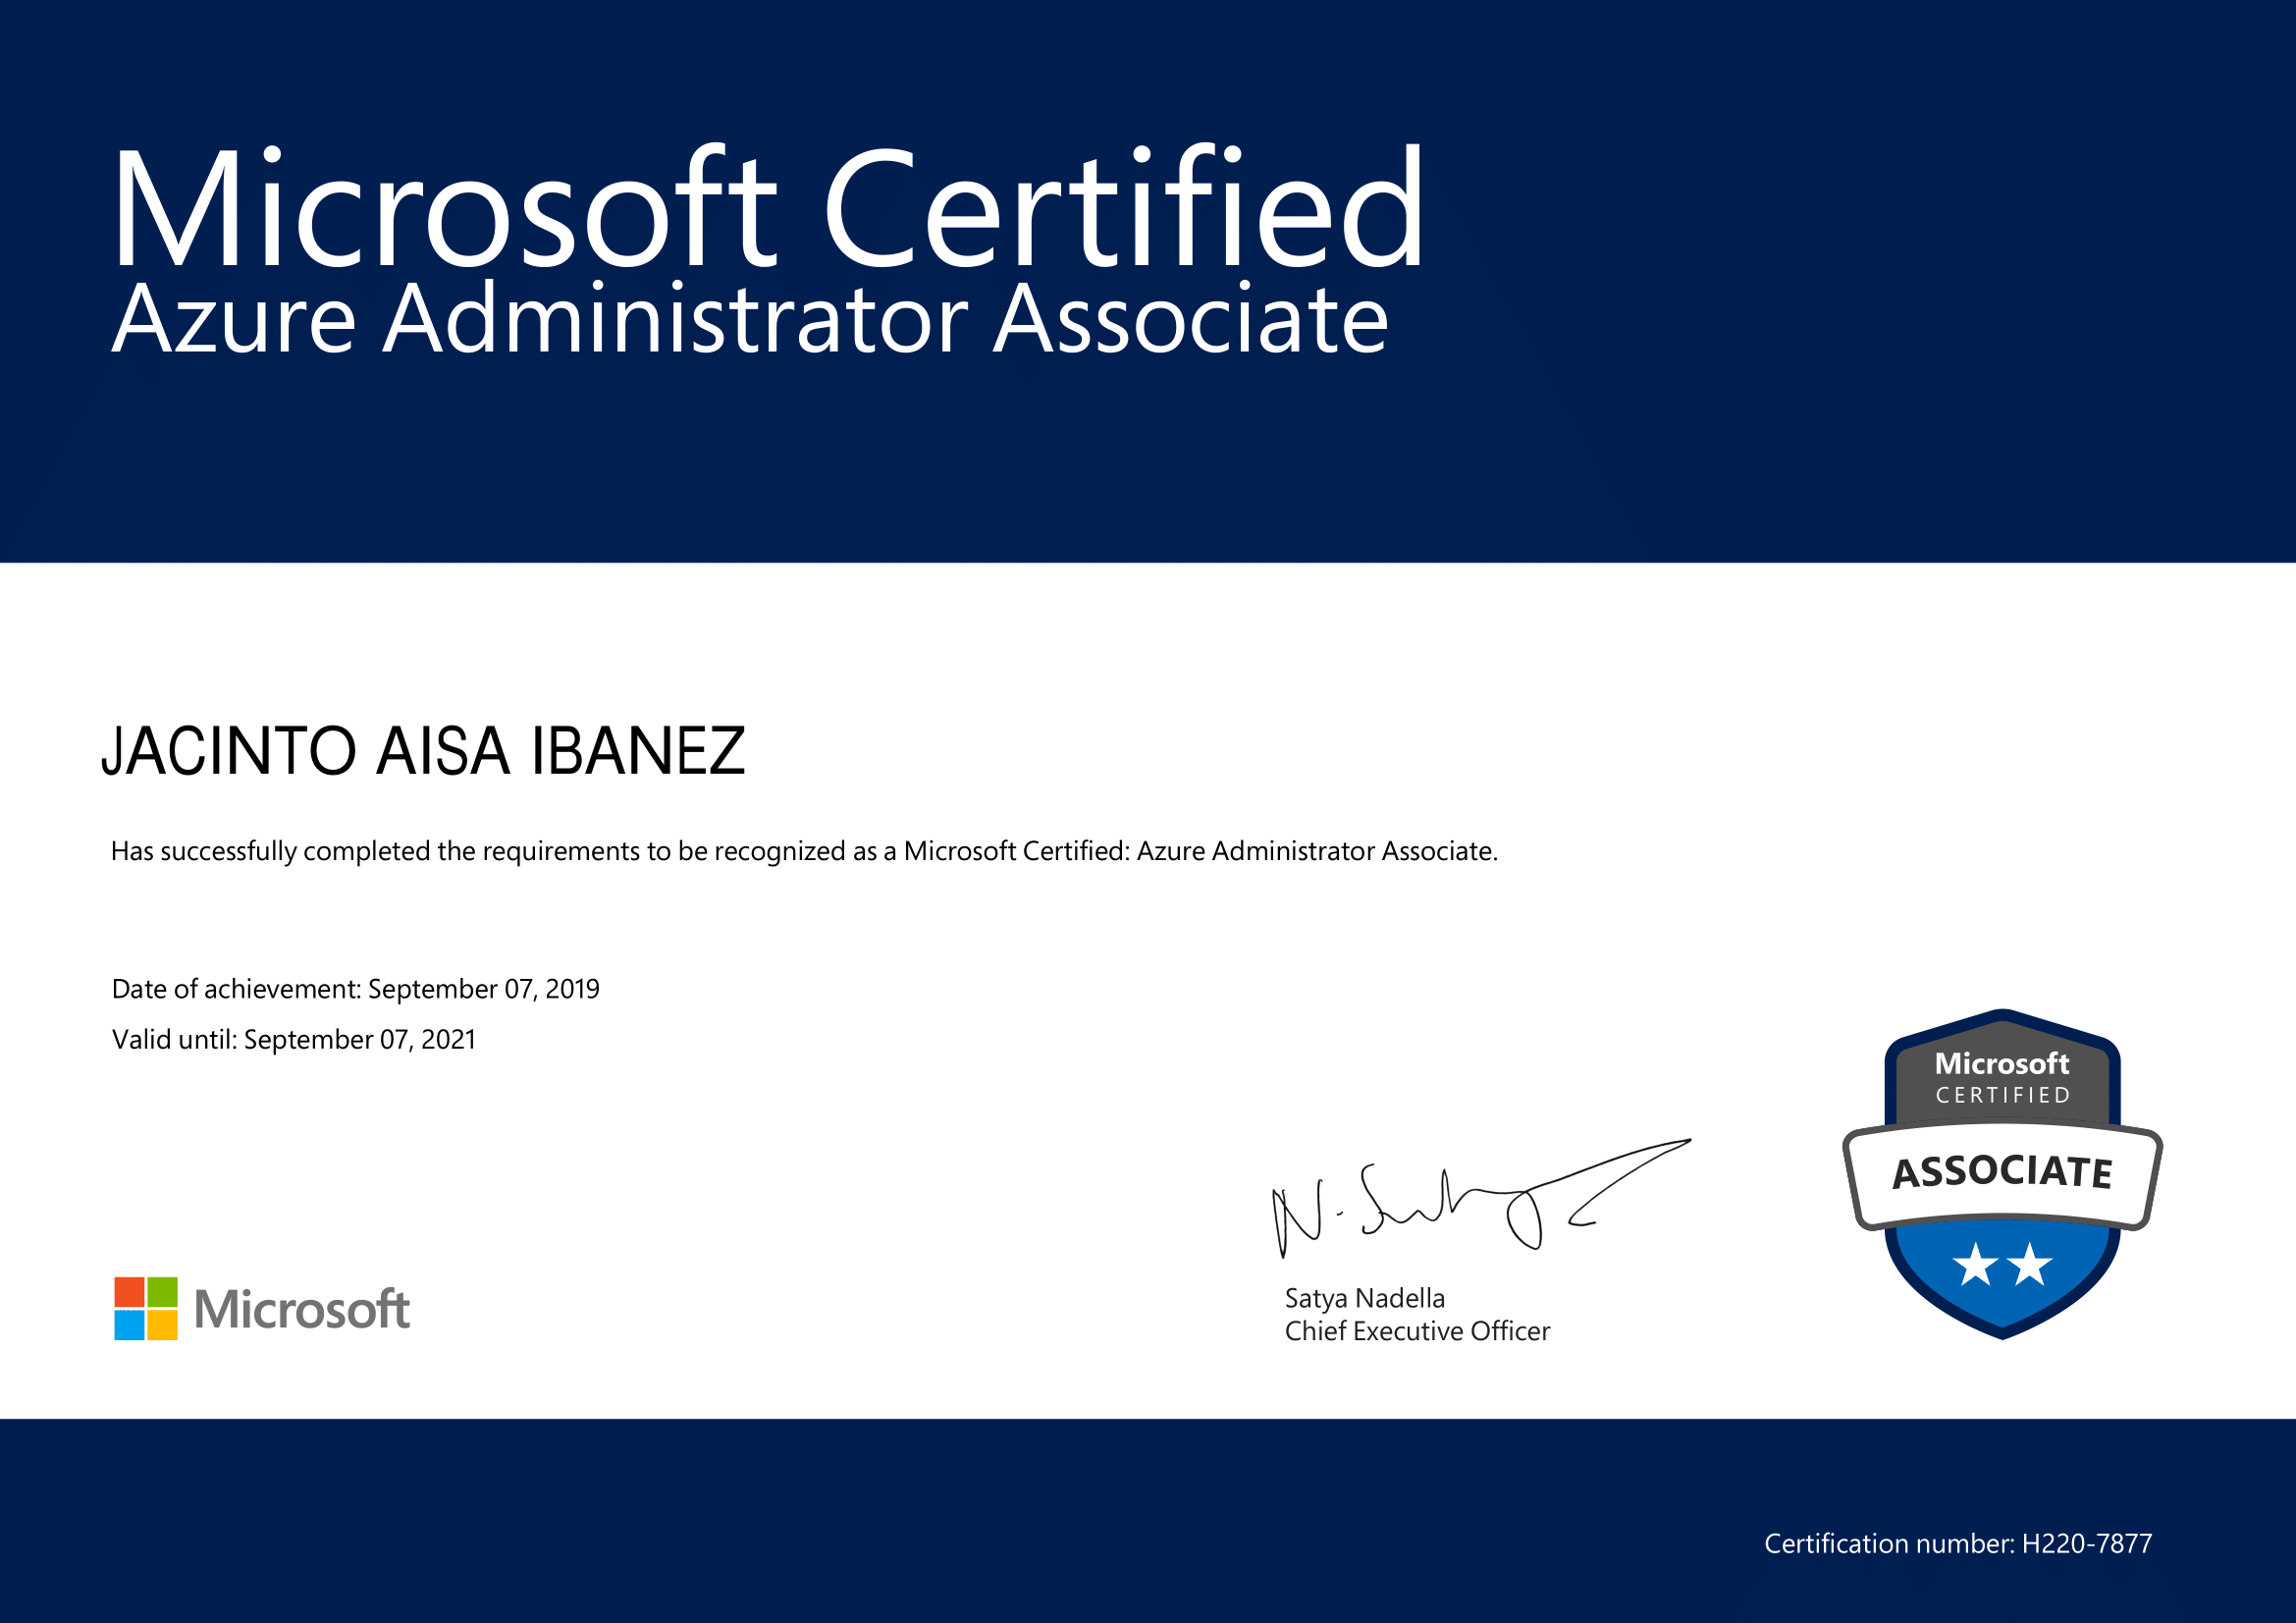 Microsoft Certified
Azure Administrator Associate
JACINTO AISA IBANEZ
Has successfully completed the requirements to be recognized as a Microsoft Certified: Azure Administrator Associate.
Date of achievement: September 07, 2019
Valid until: September 07, 2021
Microsoft
CERTIFIED
ASSOCIATE
Satya Nadella
Chief Executive Officer
Microsoft
Certification number: H220-7877